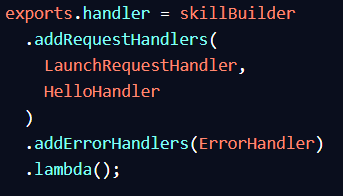 exports.handler = skillBuilder
  .addRequestHandlers(
    LaunchRequestHandler,
    HelloHandler
  )
  .addErrorHandlers(ErrorHandler)
  .lambda();